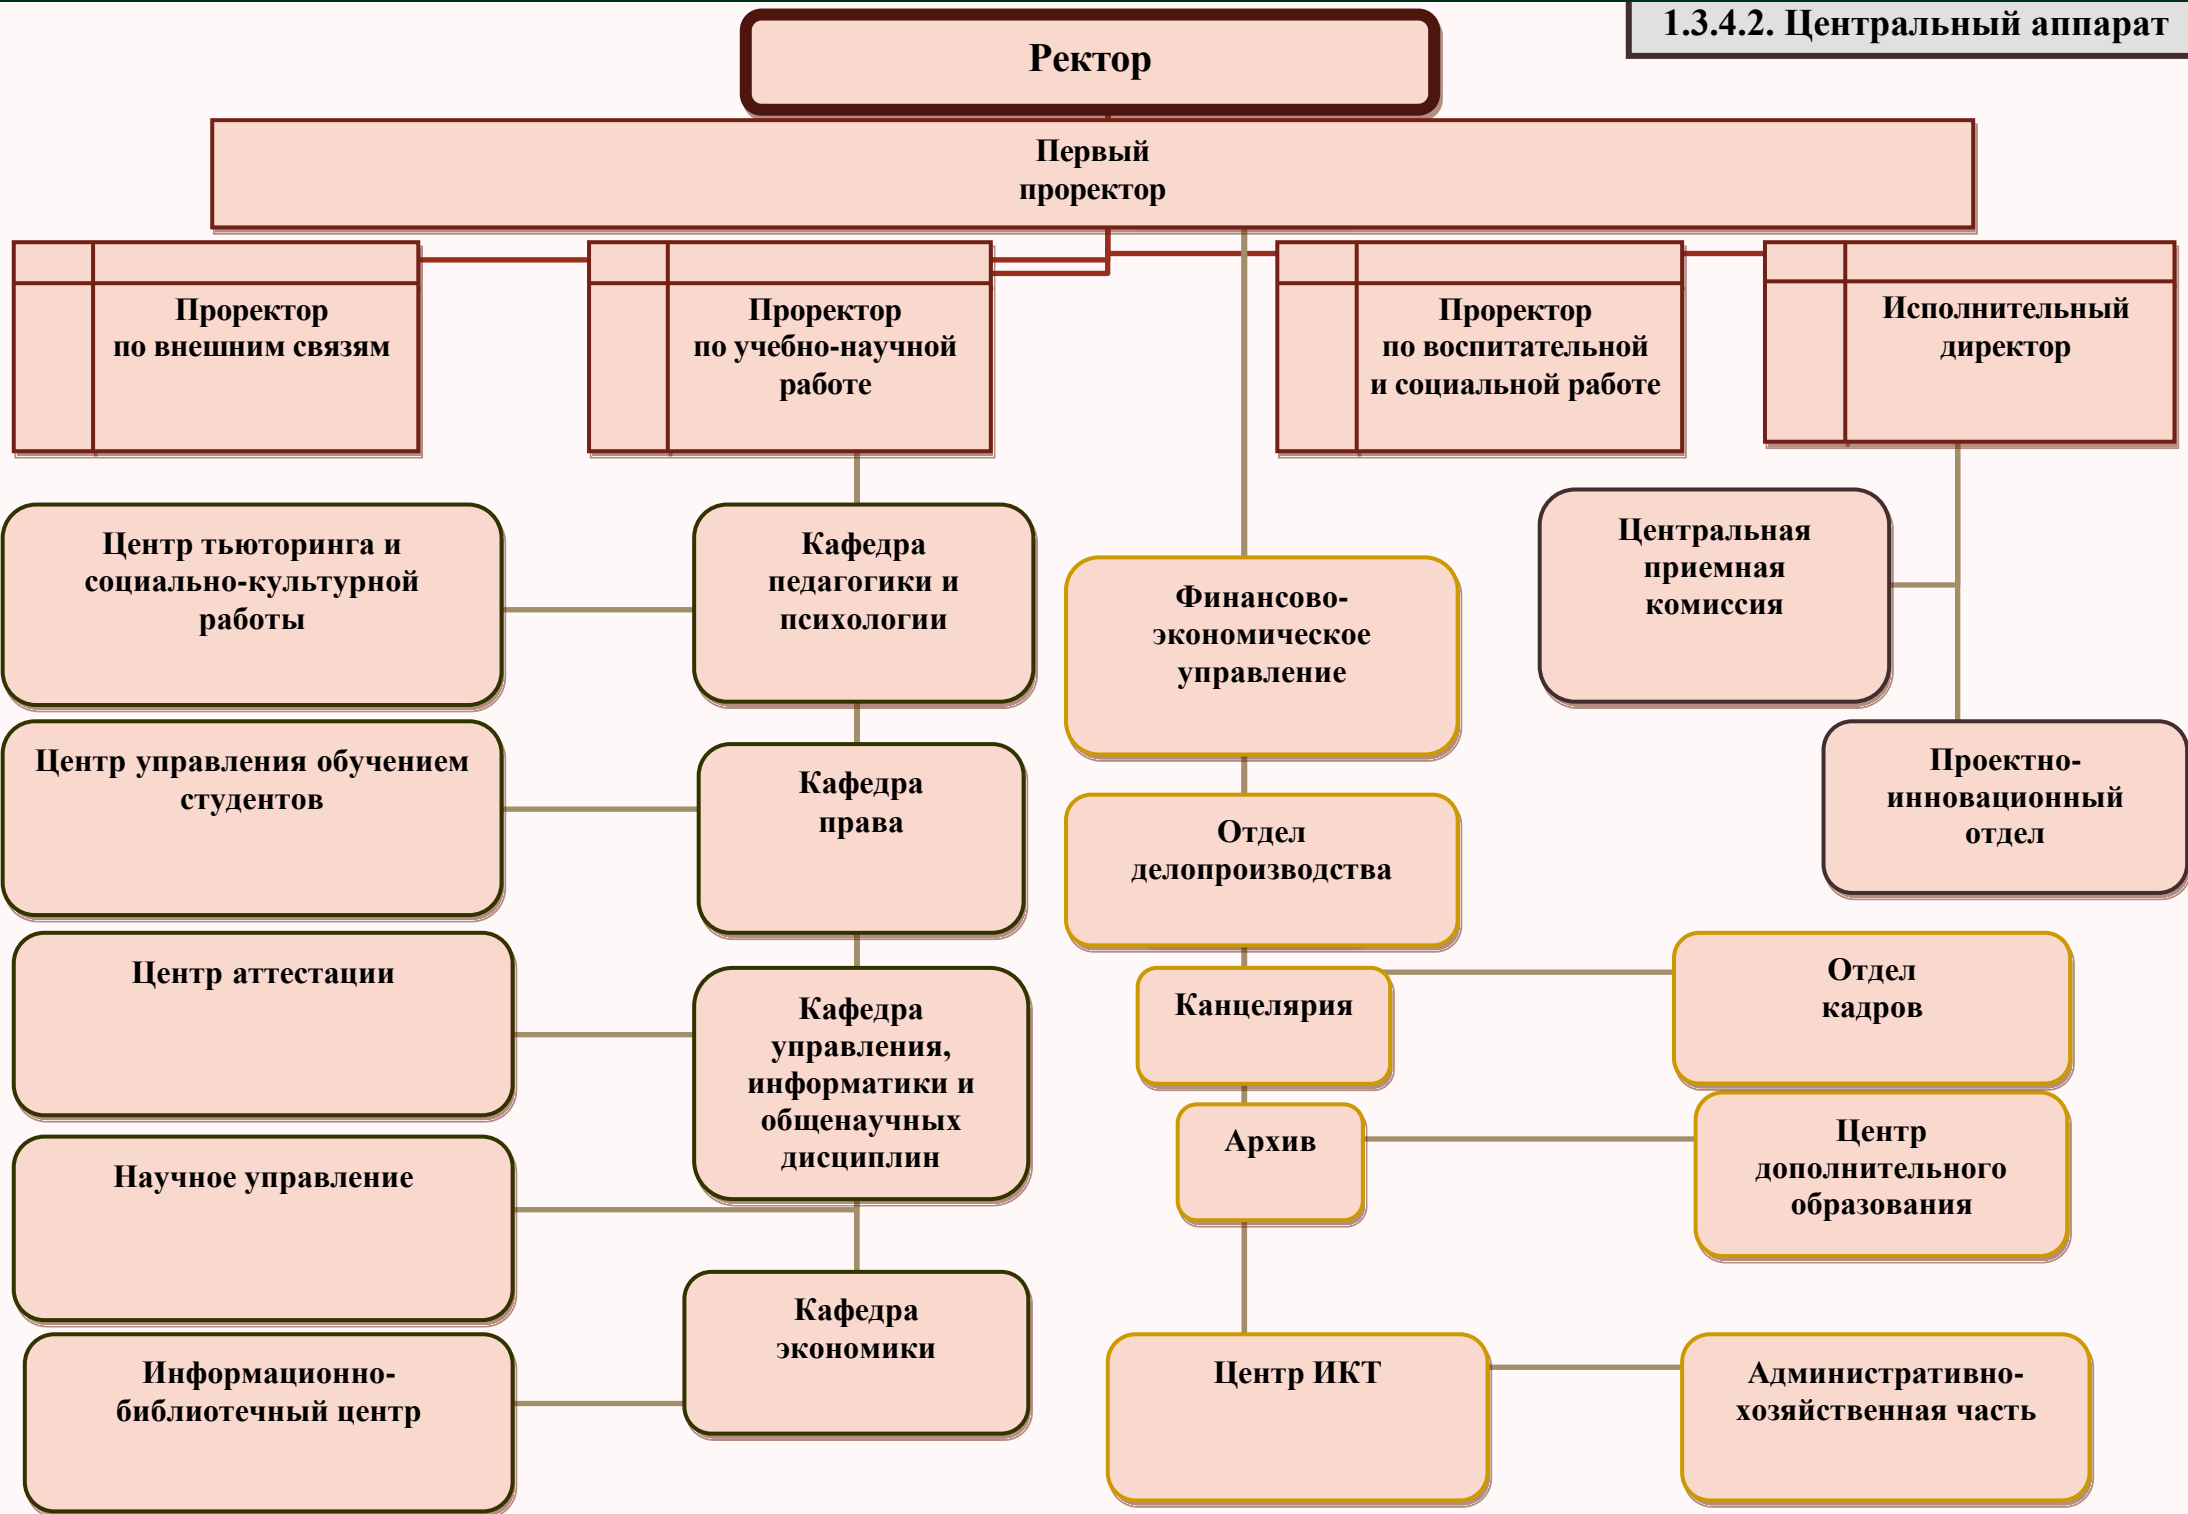 1.3.4.2. Центральный аппарат
Ректор
Первый
проректор
Проректор
по внешним связям
Проректор
по учебно-научной
работе
Проректор
по воспитательной
и социальной работе
Исполнительный
директор
Центр тьюторинга и
социально-культурной
работы
Кафедра
педагогики и
психологии
Финансово-
экономическое
управление
Центральная
приемная
комиссия
Центр управления обучением
студентов
Кафедра
права
Отдел
делопроизводства
Проектно-
инновационный
отдел
Центр аттестации
Кафедра
управления,
информатики и
общенаучных
дисциплин
Канцелярия
Отдел
кадров
Научное управление
Архив
Центр
дополнительного
образования
Кафедра
экономики
Информационно-
библиотечный центр
Центр ИКТ
Административно-
хозяйственная часть